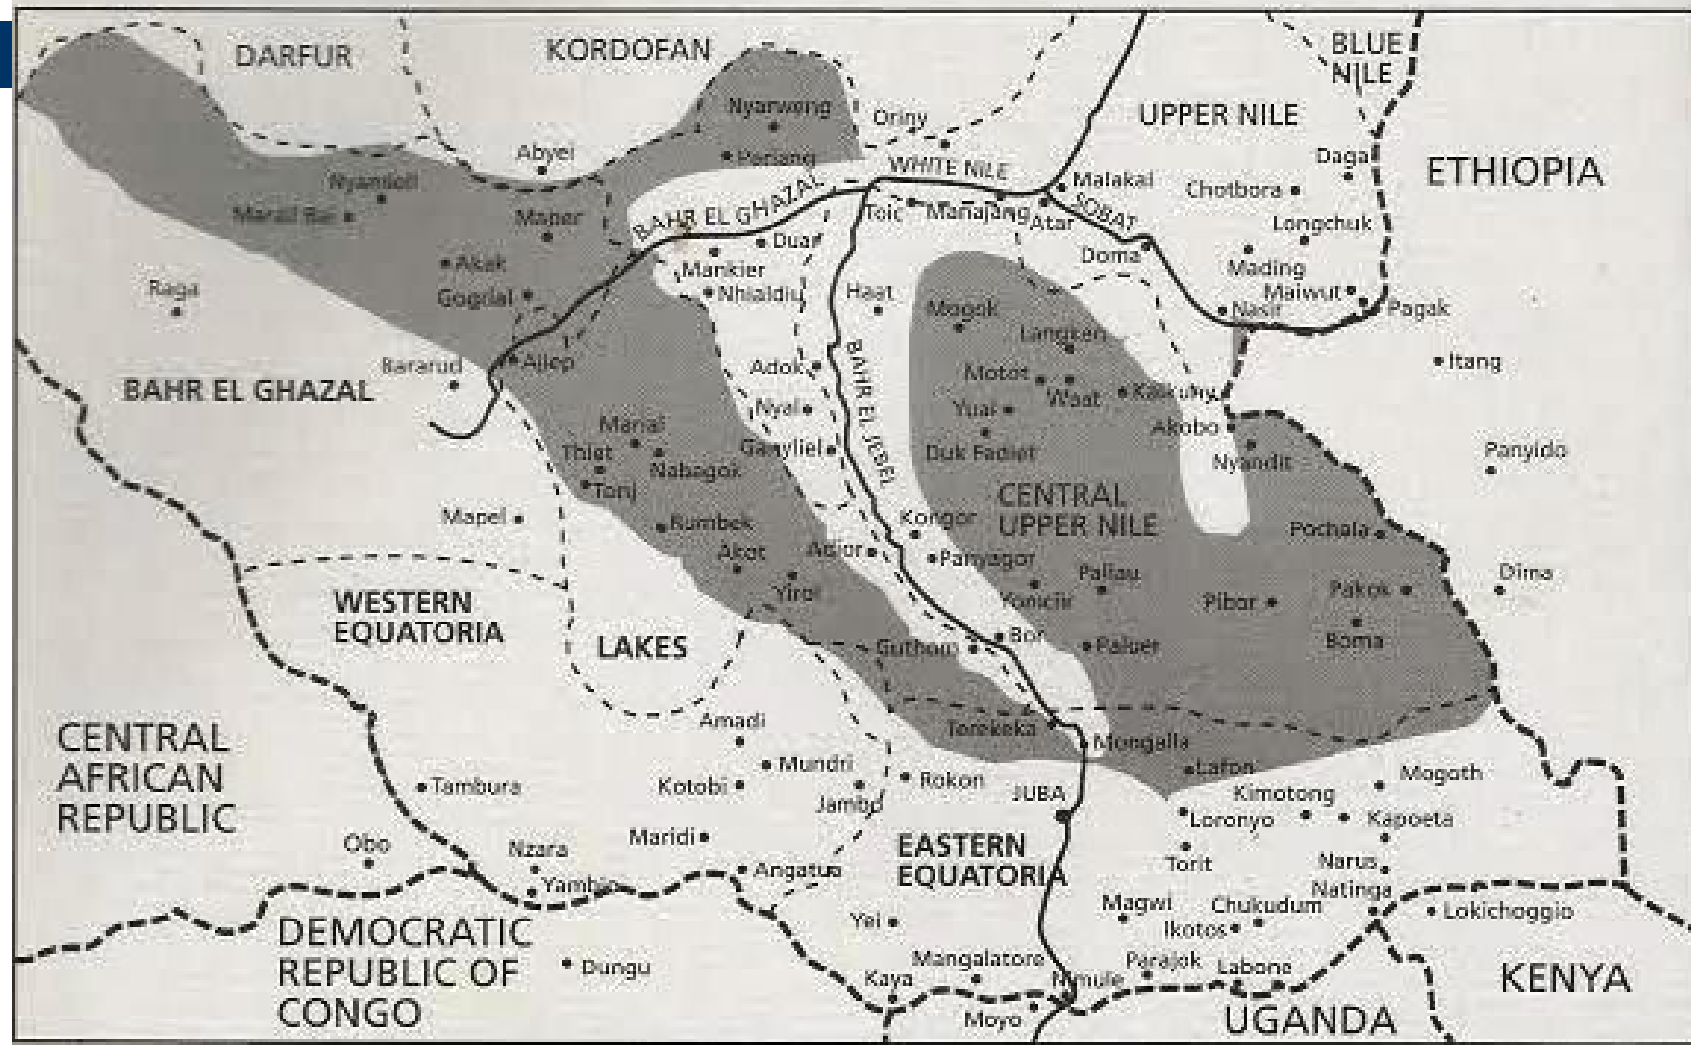 DARFUR
KORDOFAN
BLUE
NILE
UPPER NILE
ETHIOPIA
Nyarweng
Oriny
Pariang
WHITE NILE
Abyei
Daga
Malakal
Chotbora
BAHR EL GHAZAL
Maper
Toic
Manajang
Atar
SOBAT
Longchuk
Duar
Doma
Mading
Akak
Mankier
Gogrial
Nhialdiu
Haat
Maiwut
Raga
Nasir
Pagak
Mogok
Langken
Itang
Ajiep
Bararud
Adok
BAHR EL JEBEL
BAHR EL GHAZAL
Motot
Waat
Nyal
Yuai
Akobo
Marial
Ganyliel
Duk Fadiet
Nyandit
Panyido
Thiet
Nabagok
Tonj
CENTRAL
UPPER NILE
Mapel
Rumbek
Kongor
Pochala
Akot
Adior
Panyagor
Paliau
Dima
Yirol
Pibor
Pakok
WESTERN
EQUATORIA
LAKES
Bor
Boma
Guthom
Paluer
CENTRAL
AFRICAN
REPUBLIC
Amadi
Terekeka
Mongalla
Mundri
Lafon
Mogoth
Tambura
Kotobi
Jambo
Rokon
JUBA
Kimotong
Loronyo
Kapoeta
Maridi
Obo
Nzara
EASTERN
EQUATORIA
Torit
Narus
Yambio
Angatua
Natinga
DEMOCRATIC
REPUBLIC OF
CONGO
Yei
Magwi
Chukudum
Ikotos
Lokichoggio
Dungu
Mangalatore
Kaya
Nimule
Parajok
Labone
KENYA
Moyo
UGANDA